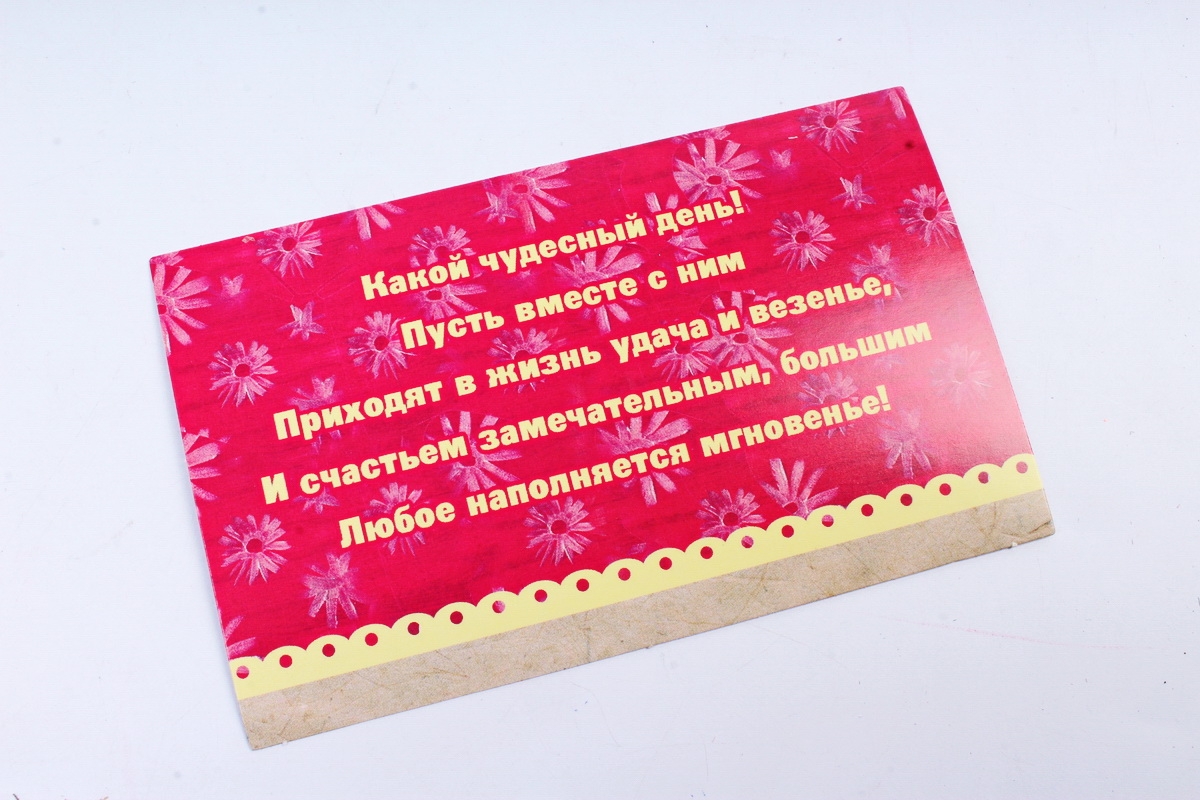 Какой чудесный день!
Пусть вместе с ним
Приходят в жизнь удача и везенье,
И счастьем замечательным, большим
Любое наполняется мгновенье!